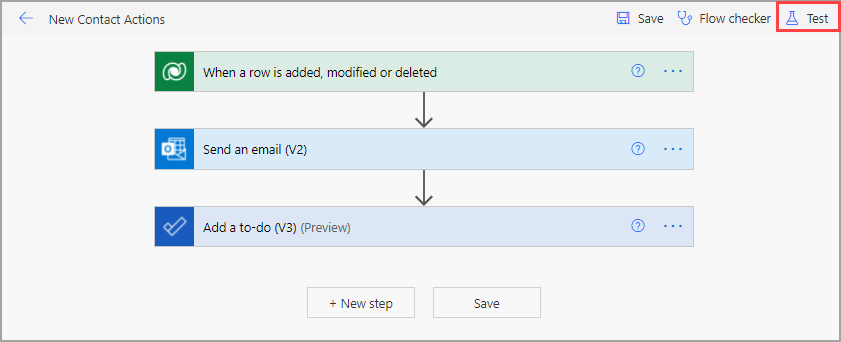 New Contact Actions
Save
Flow checker
Test
When a row is added, modified or deleted
Send an email (V2)
Add a to-do (V3) (Preview)
+ New step
Save